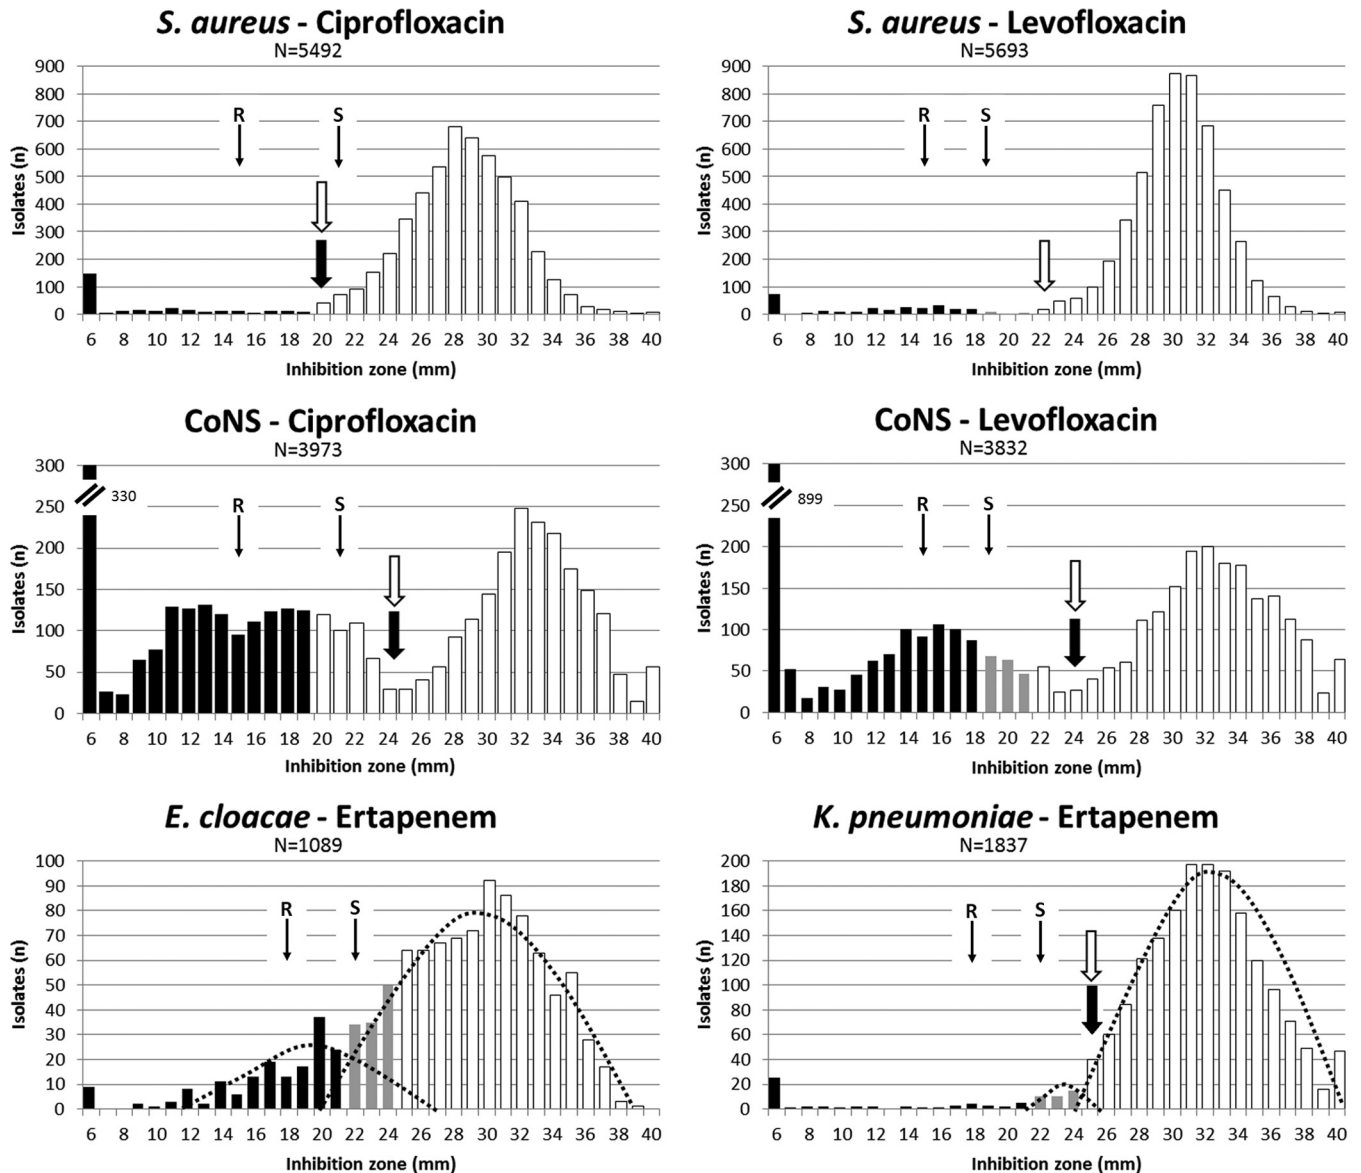 S. aureus - Ciprofloxacin
N=5492
900
800
700
600
500
400
300
200
100
0
Isolates (n)
R
S
6 8 10 12 14 16 18 20 22 24 26 28 30 32 34 36 38 40
Inhibition zone (mm)
S. aureus - Levofloxacin
N=5693
900
800
700
600
500
400
300
200
100
0
Isolates (n)
R
S
6 8 10 12 14 16 18 20 22 24 26 28 30 32 34 36 38 40
Inhibition zone (mm)
CoNS - Ciprofloxacin
N=3973
300
250
200
150
100
50
0
Isolates (n)
330
R
S
6 8 10 12 14 16 18 20 22 24 26 28 30 32 34 36 38 40
Inhibition zone (mm)
CoNS - Levofloxacin
N=3832
300
250
200
150
100
50
0
Isolates (n)
899
R
S
6 8 10 12 14 16 18 20 22 24 26 28 30 32 34 36 38 40
Inhibition zone (mm)
E. cloacae - Ertapenem
N=1089
100
90
80
70
60
50
40
30
20
10
0
Isolates (n)
R
S
6 8 10 12 14 16 18 20 22 24 26 28 30 32 34 36 38 40
Inhibition zone (mm)
K. pneumoniae - Ertapenem
N=1837
200
180
160
140
120
100
80
60
40
20
0
Isolates (n)
R
S
6 8 10 12 14 16 18 20 22 24 26 28 30 32 34 36 38 40
Inhibition zone (mm)